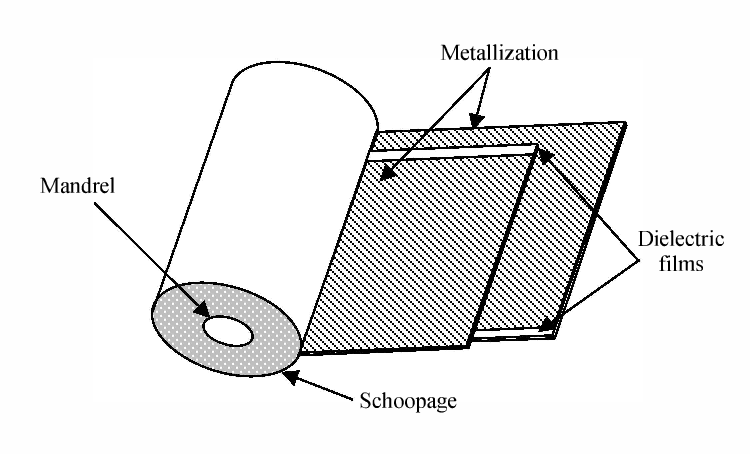 Metallization
Mandrel
Dielectric
films
Schoopage